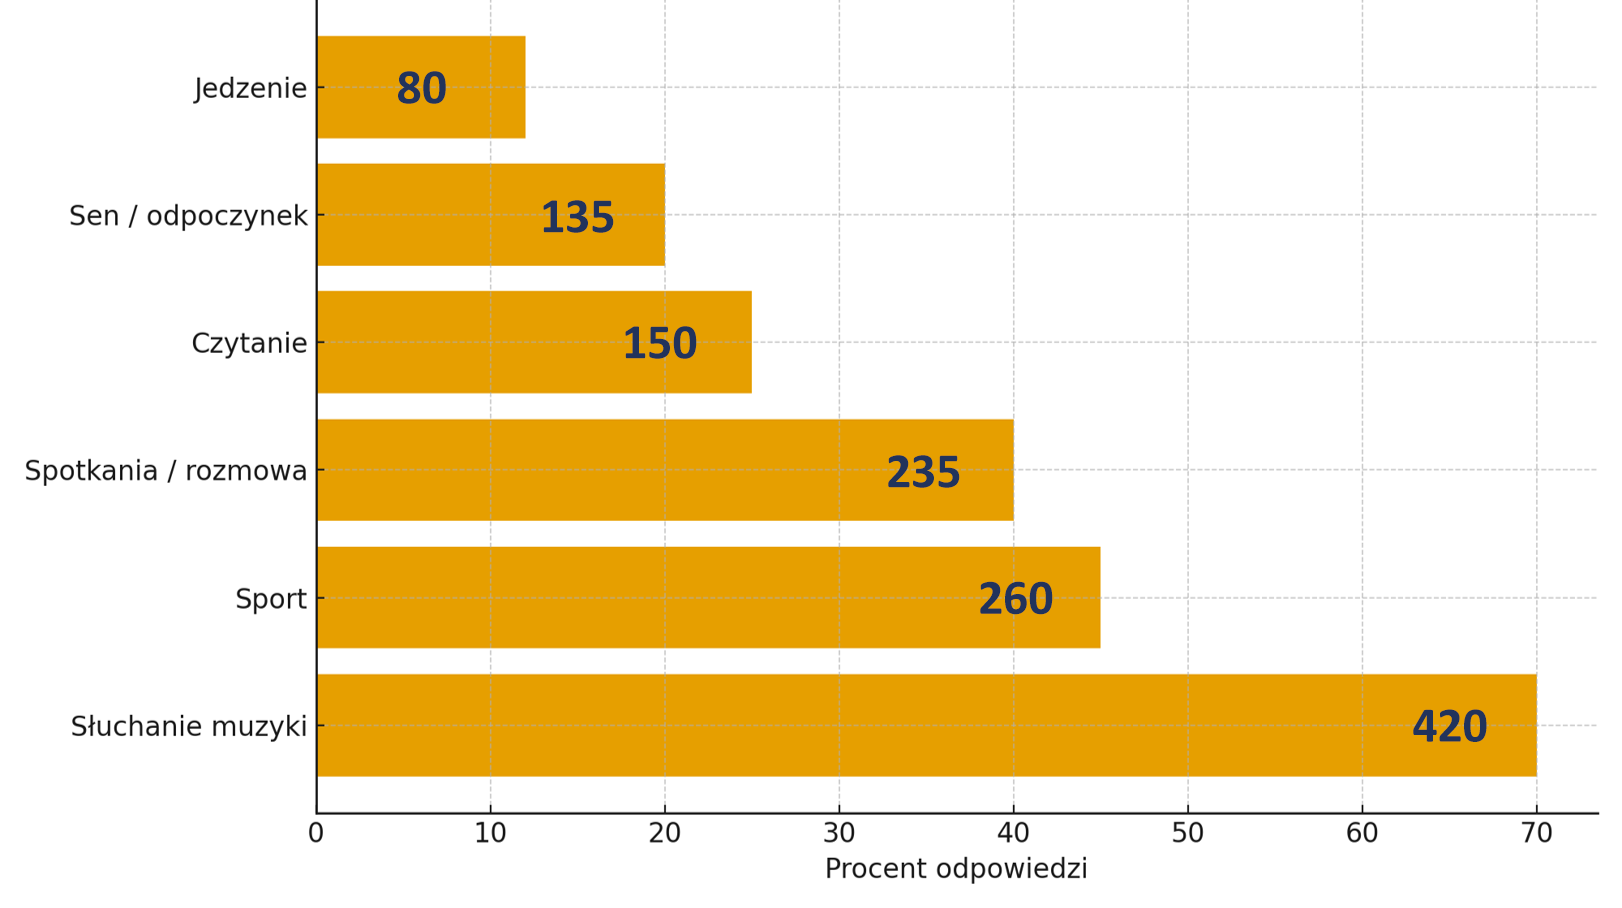 Jedzenie 80
Sen / odpoczynek 135
Czytanie 150
Spotkania / rozmowa 235
Sport 260
Słuchanie muzyki 420
0 10 20 30 40 50 60 70
Procent odpowiedzi